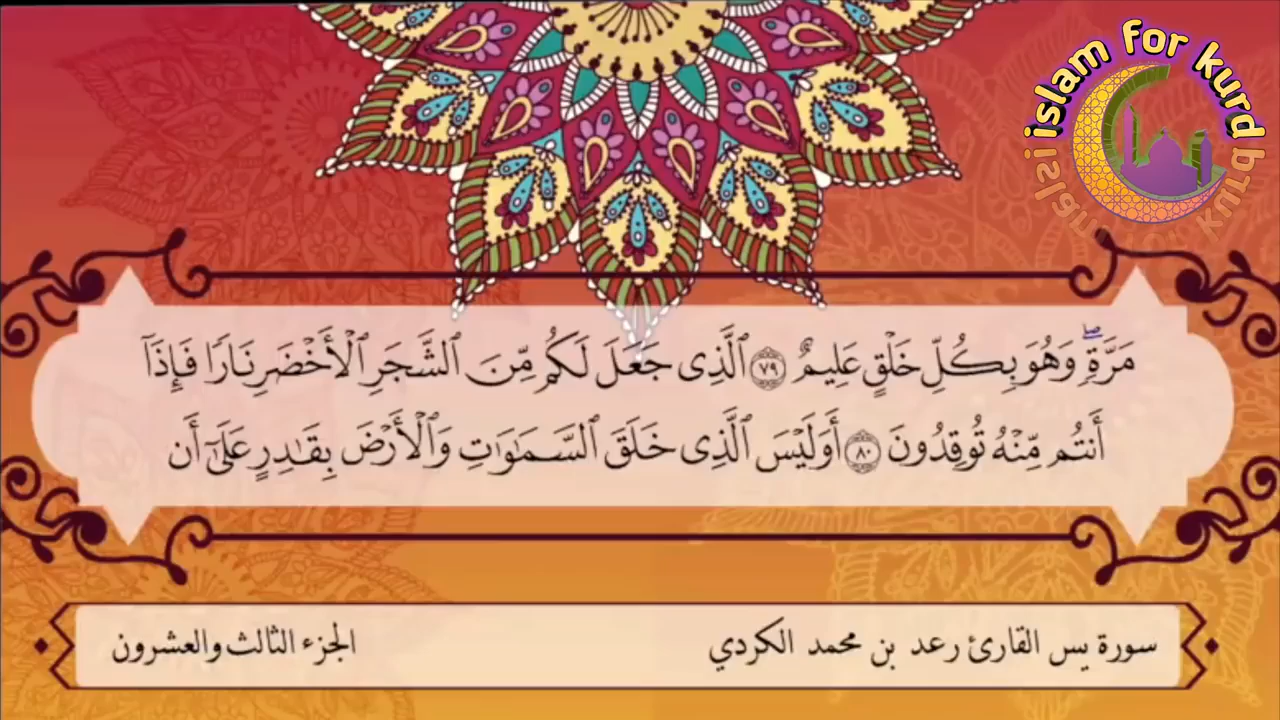 islam for kurd
مَرَّةٍۖ وَهُوَ بِكُلِّ خَلْقٍ عَلِيمٌ ٧٩ ٱلَّذِى جَعَلَ لَكُم مِّنَ ٱلشَّجَرِ ٱلْأَخْضَرِ نَارًا فَإِذَآ
أَنتُم مِّنْهُ تُوقِدُونَ ٨٠ أَوَلَيْسَ ٱلَّذِى خَلَقَ ٱلسَّمَٰوَٰتِ وَٱلْأَرْضَ بِقَٰدِرٍ عَلَىٰٓ أَن
سورة يس القارئ رعد بن محمد الكردي الجزء الثالث والعشرون